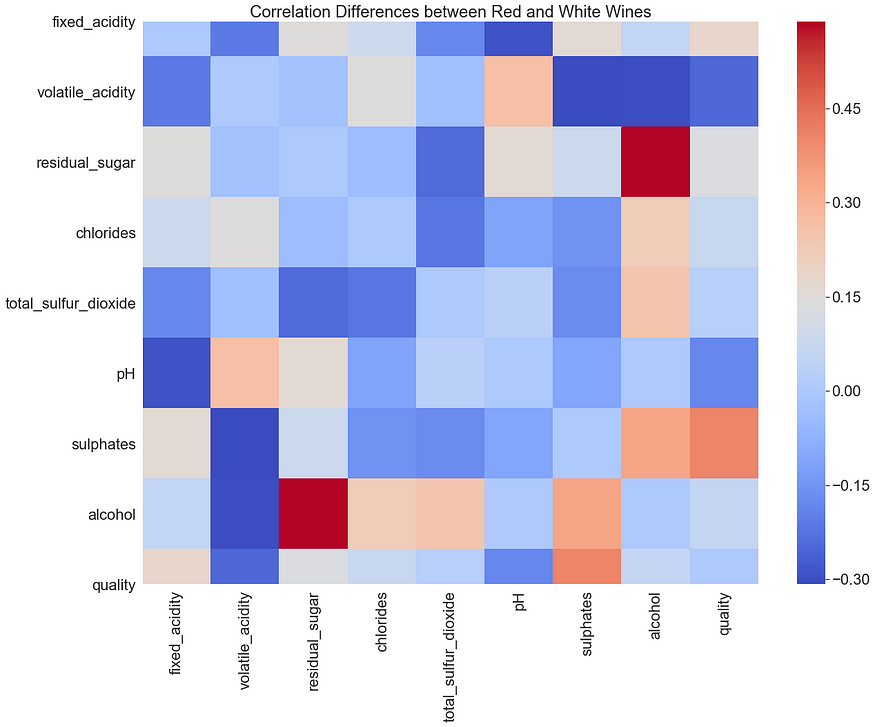 Correlation Differences between Red and White Wines
fixed_acidity
volatile_acidity
residual_sugar
chlorides
total_sulfur_dioxide
pH
sulphates
alcohol
quality
fixed_acidity
volatile_acidity
residual_sugar
chlorides
total_sulfur_dioxide
pH
sulphates
alcohol
quality
0.45
0.30
0.15
0.00
−0.15
−0.30